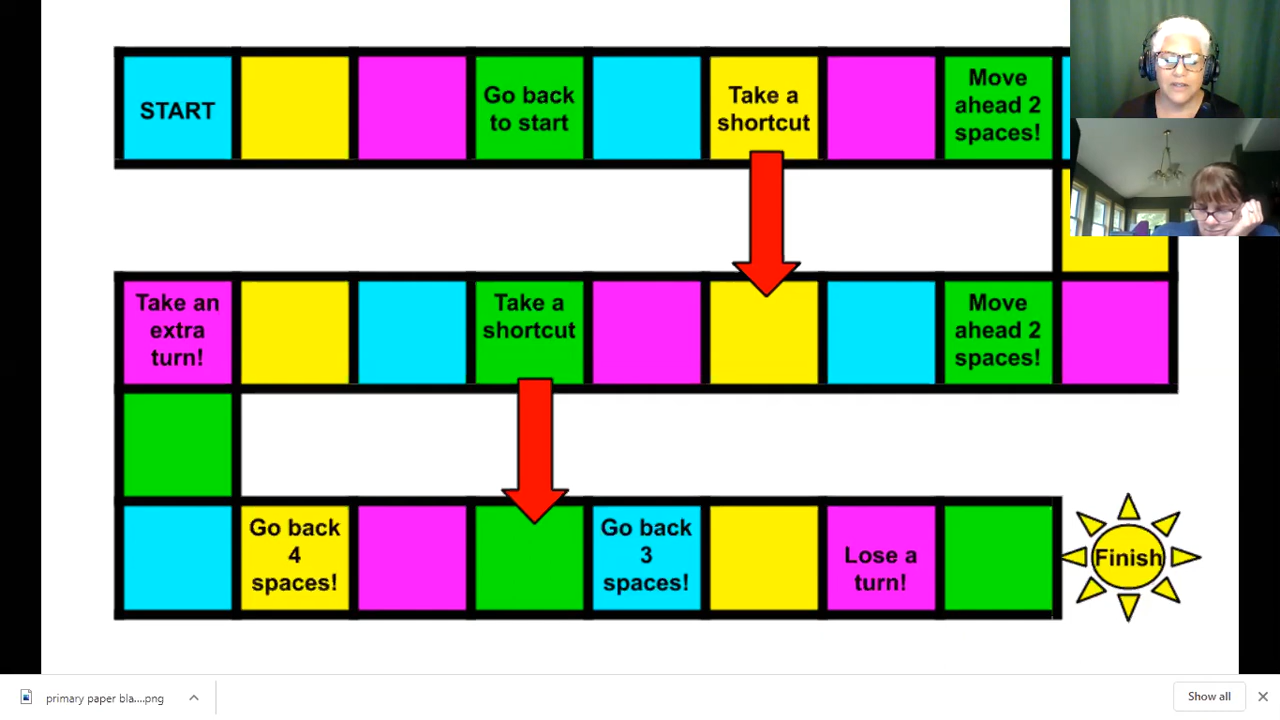 START
Go back
to start
Take a
shortcut
Move
ahead 2
spaces!
Take an
extra
turn!
Take a
shortcut
Move
ahead 2
spaces!
Go back
4
spaces!
Go back
3
spaces!
Lose a
turn!
Finish
primary paper bla....png
Show all